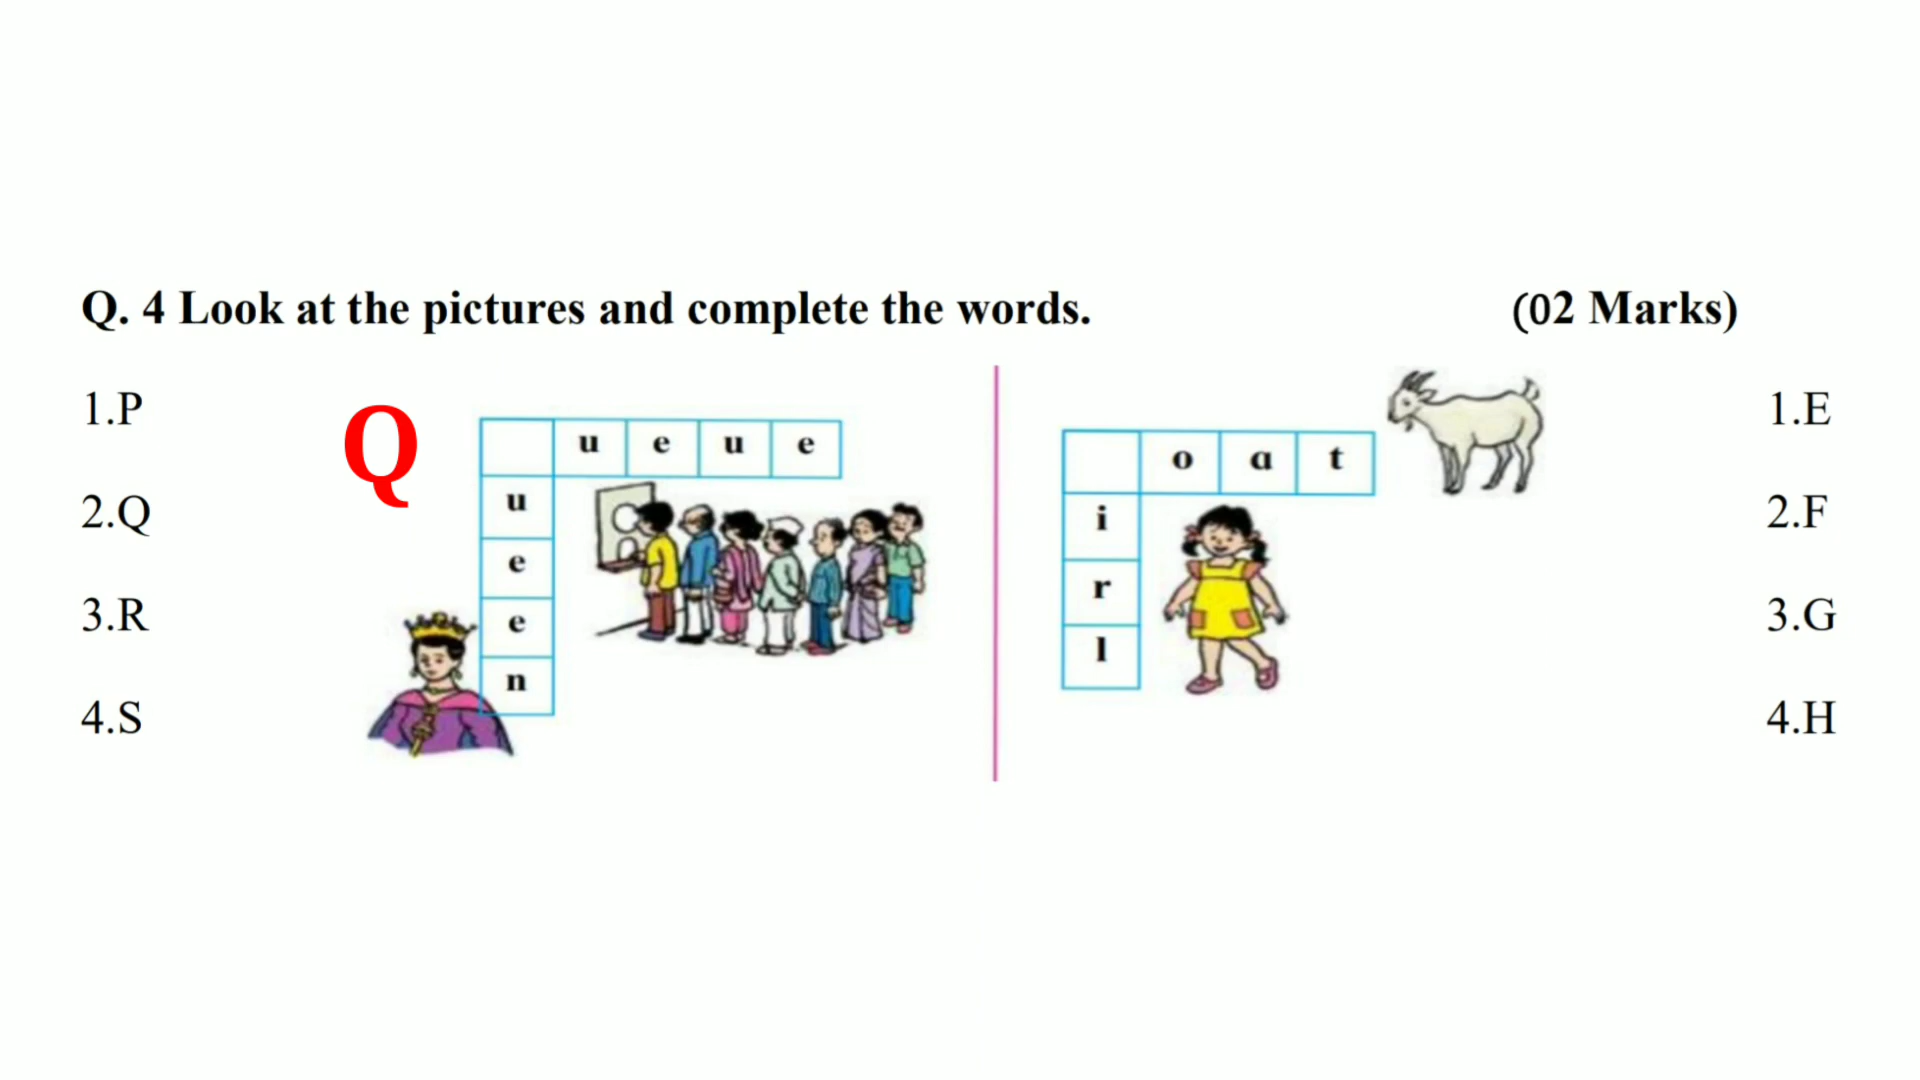 Q. 4 Look at the pictures and complete the words. (02 Marks)
1.P
2.Q
3.R
4.S
Q
u e u e
u
e
e
n
o a t
i
r
l
1.E
2.F
3.G
4.H